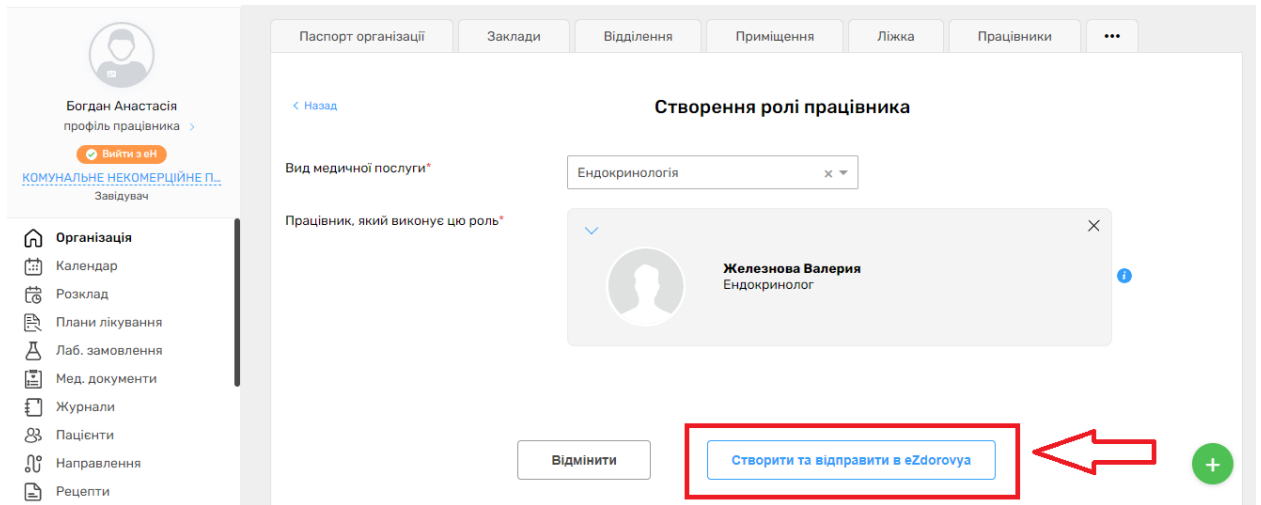 Паспорт організації
Заклади
Відділення
Приміщення
Ліжка
Працівники
•••
Богдан Анастасія
профіль працівника >
Вийти з еН
КОМУНАЛЬНЕ НЕКОМЕРЦІЙНЕ П...
Завідувач
Організація
Календар
Розклад
Плани лікування
Лаб. замовлення
Мед. документи
Журнали
Пацієнти
Направлення
Рецепти
< Назад
Створення ролі працівника
Вид медичної послуги*
Ендокринологія
Працівник, який виконує цю роль*
Железнова Валерия
Ендокринолог
Відмінити
Створити та відправити в eZdorovya